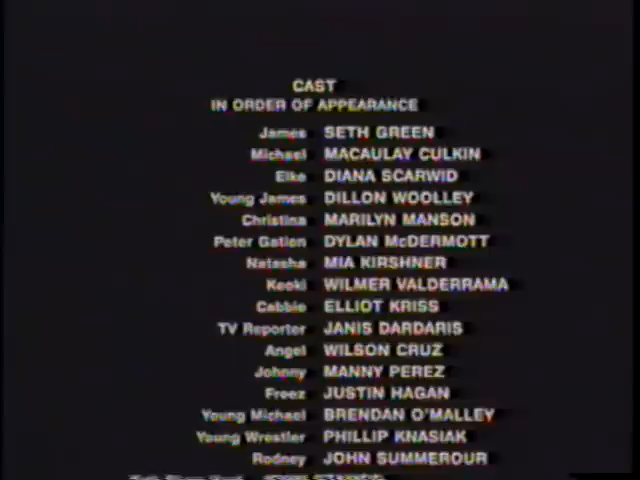 CAST
IN ORDER OF APPEARANCE
James SETH GREEN
Michael MACAULAY CULKIN
Elke DIANA SCARWID
Young James DILLON WOOLLEY
Christina MARILYN MANSON
Peter Gatien DYLAN McDERMOTT
Natasha MIA KIRSHNER
Keoki WILMER VALDERRAMA
Cabbie ELLIOT KRISS
TV Reporter JANIS DARDARIS
Angel WILSON CRUZ
Johnny MANNY PEREZ
Freez JUSTIN HAGAN
Young Michael BRENDAN O'MALLEY
Young Wrestler PHILLIP KNASIAK
Rodney JOHN SUMMEROUR